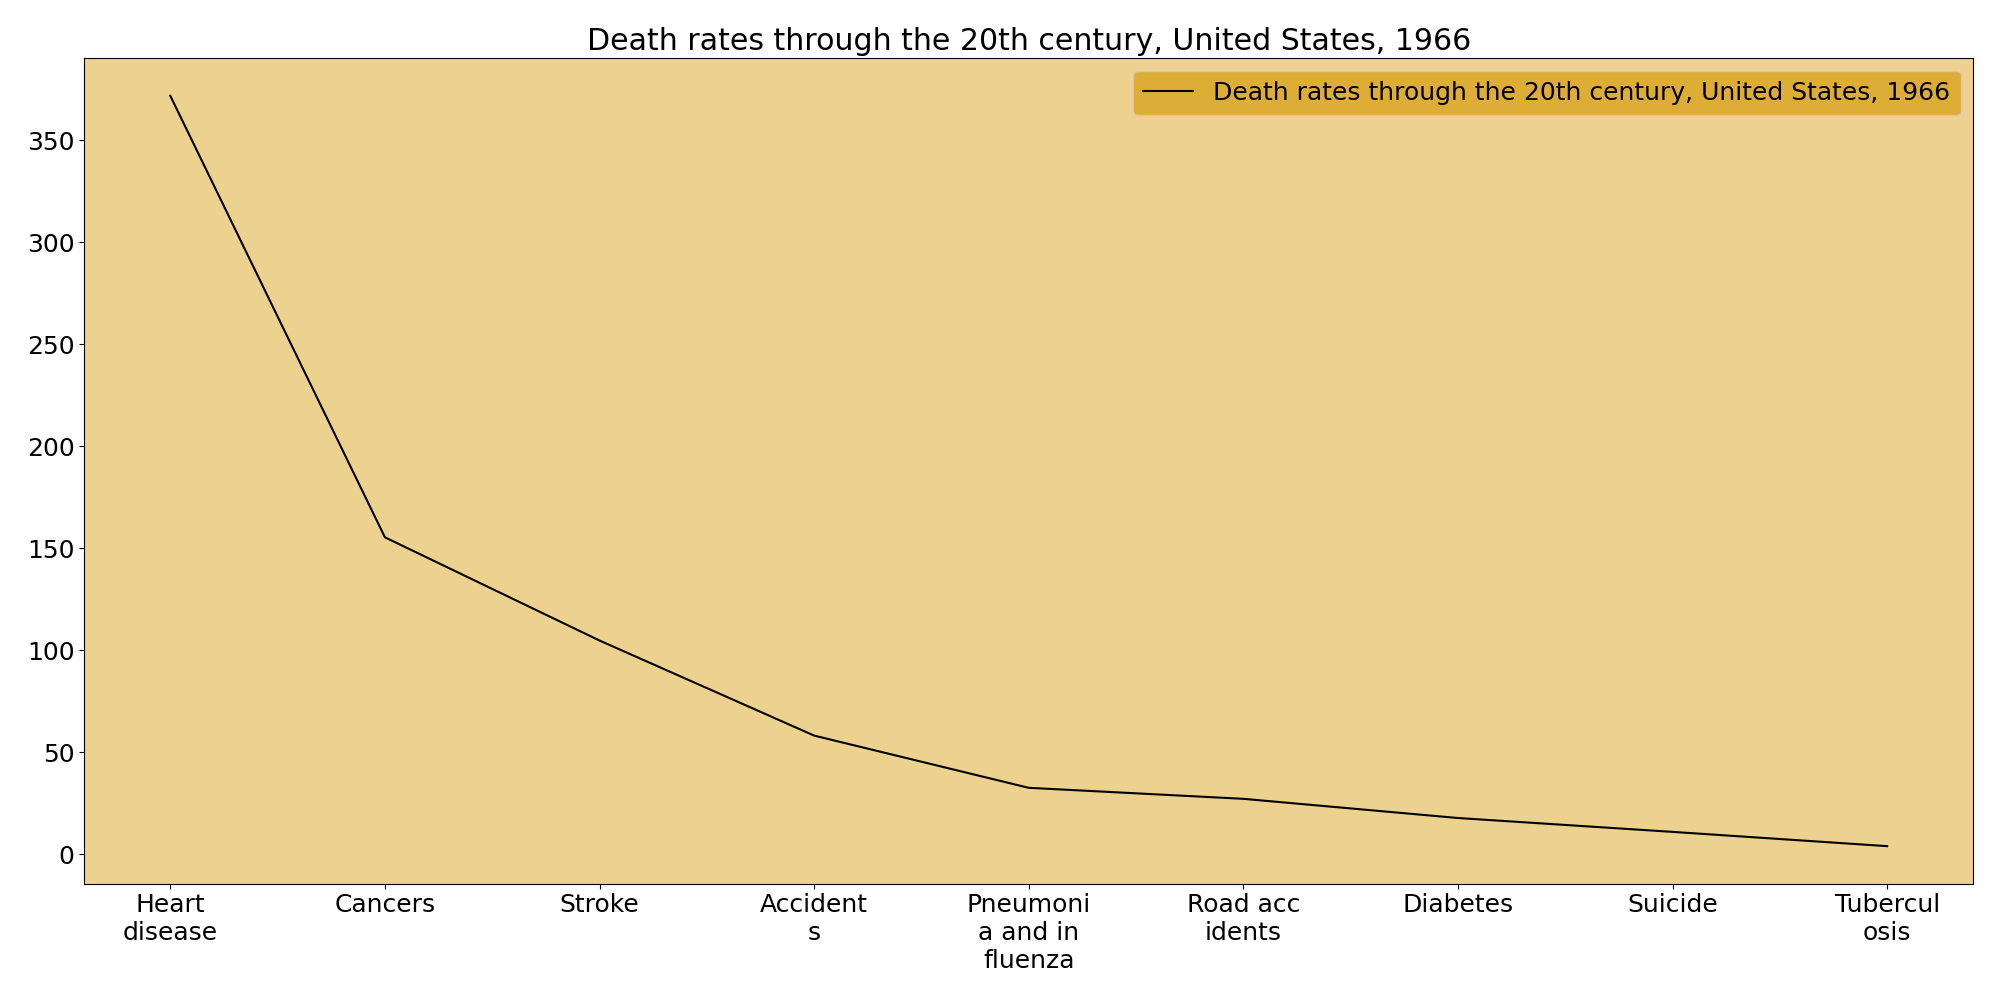 Death rates through the 20th century, United States, 1966
Death rates through the 20th century, United States, 1966
350
300
250
200
150
100
50
0
Heart
disease
Cancers
Stroke
Accident
s
Pneumoni
a and in
fluenza
Road acc
idents
Diabetes
Suicide
Tubercul
osis